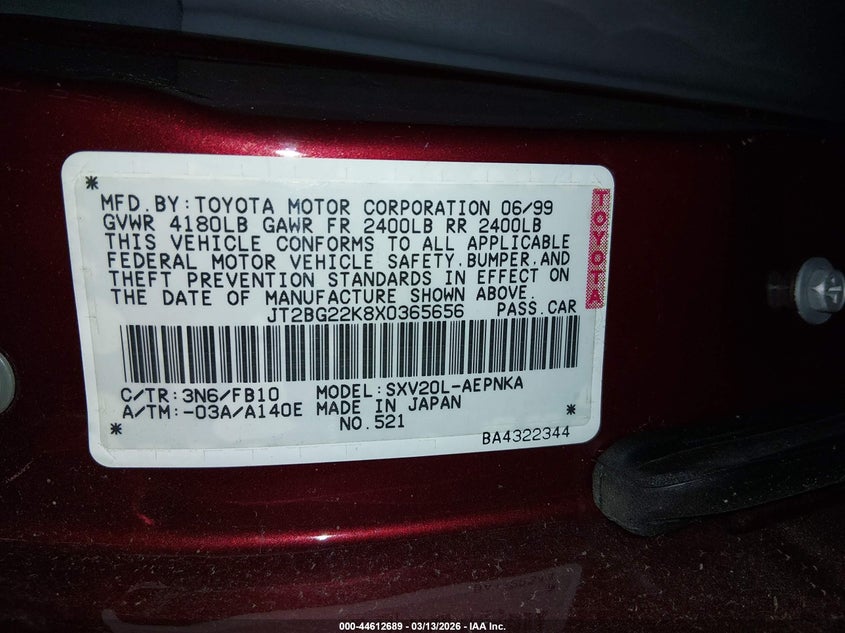 MFD.BY:TOYOTA MOTOR CORPORATION 06/99
GVWR 4180LB GAWR FR 2400LB RR 2400LB
THIS VEHICLE CONFORMS TO ALL APPLICABLE
FEDERAL MOTOR VEHICLE SAFETY,BUMPER,AND
THEFT PREVENTION STANDARDS IN EFFECT ON
THE DATE OF MANUFACTURE SHOWN ABOVE.
JT2BG22K8X0365656 PASS.CAR
C/TR:3N6/FB10 MODEL:SXV20L-AEPNKA
A/TM:-03A/A140E MADE IN JAPAN
NO.521
BA4322344
TOYOTA
000-44612689 - 03/13/2026 - IAA Inc.